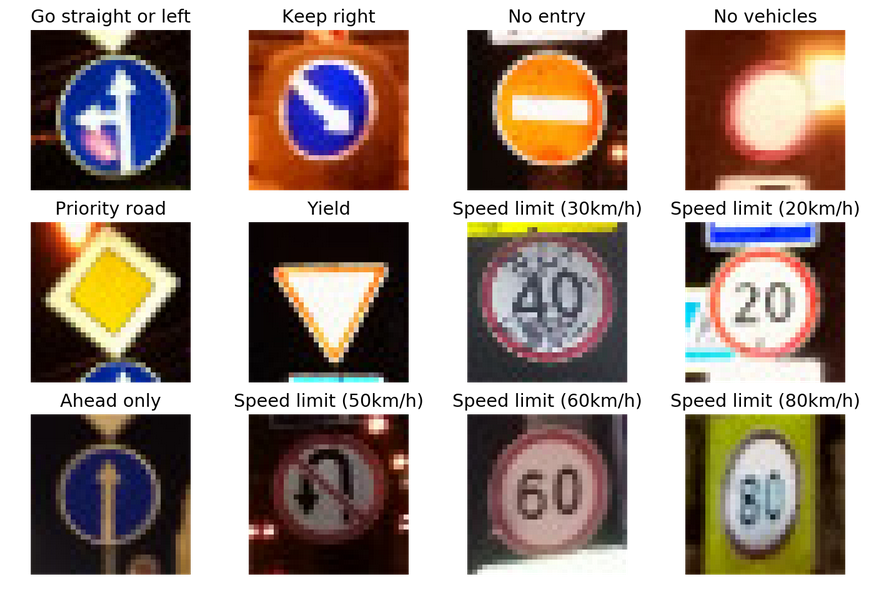 Go straight or left
Keep right
No entry
No vehicles
Priority road
Yield
Speed limit (30km/h)
Speed limit (20km/h)
40
20
Ahead only
Speed limit (50km/h)
Speed limit (60km/h)
Speed limit (80km/h)
60
80